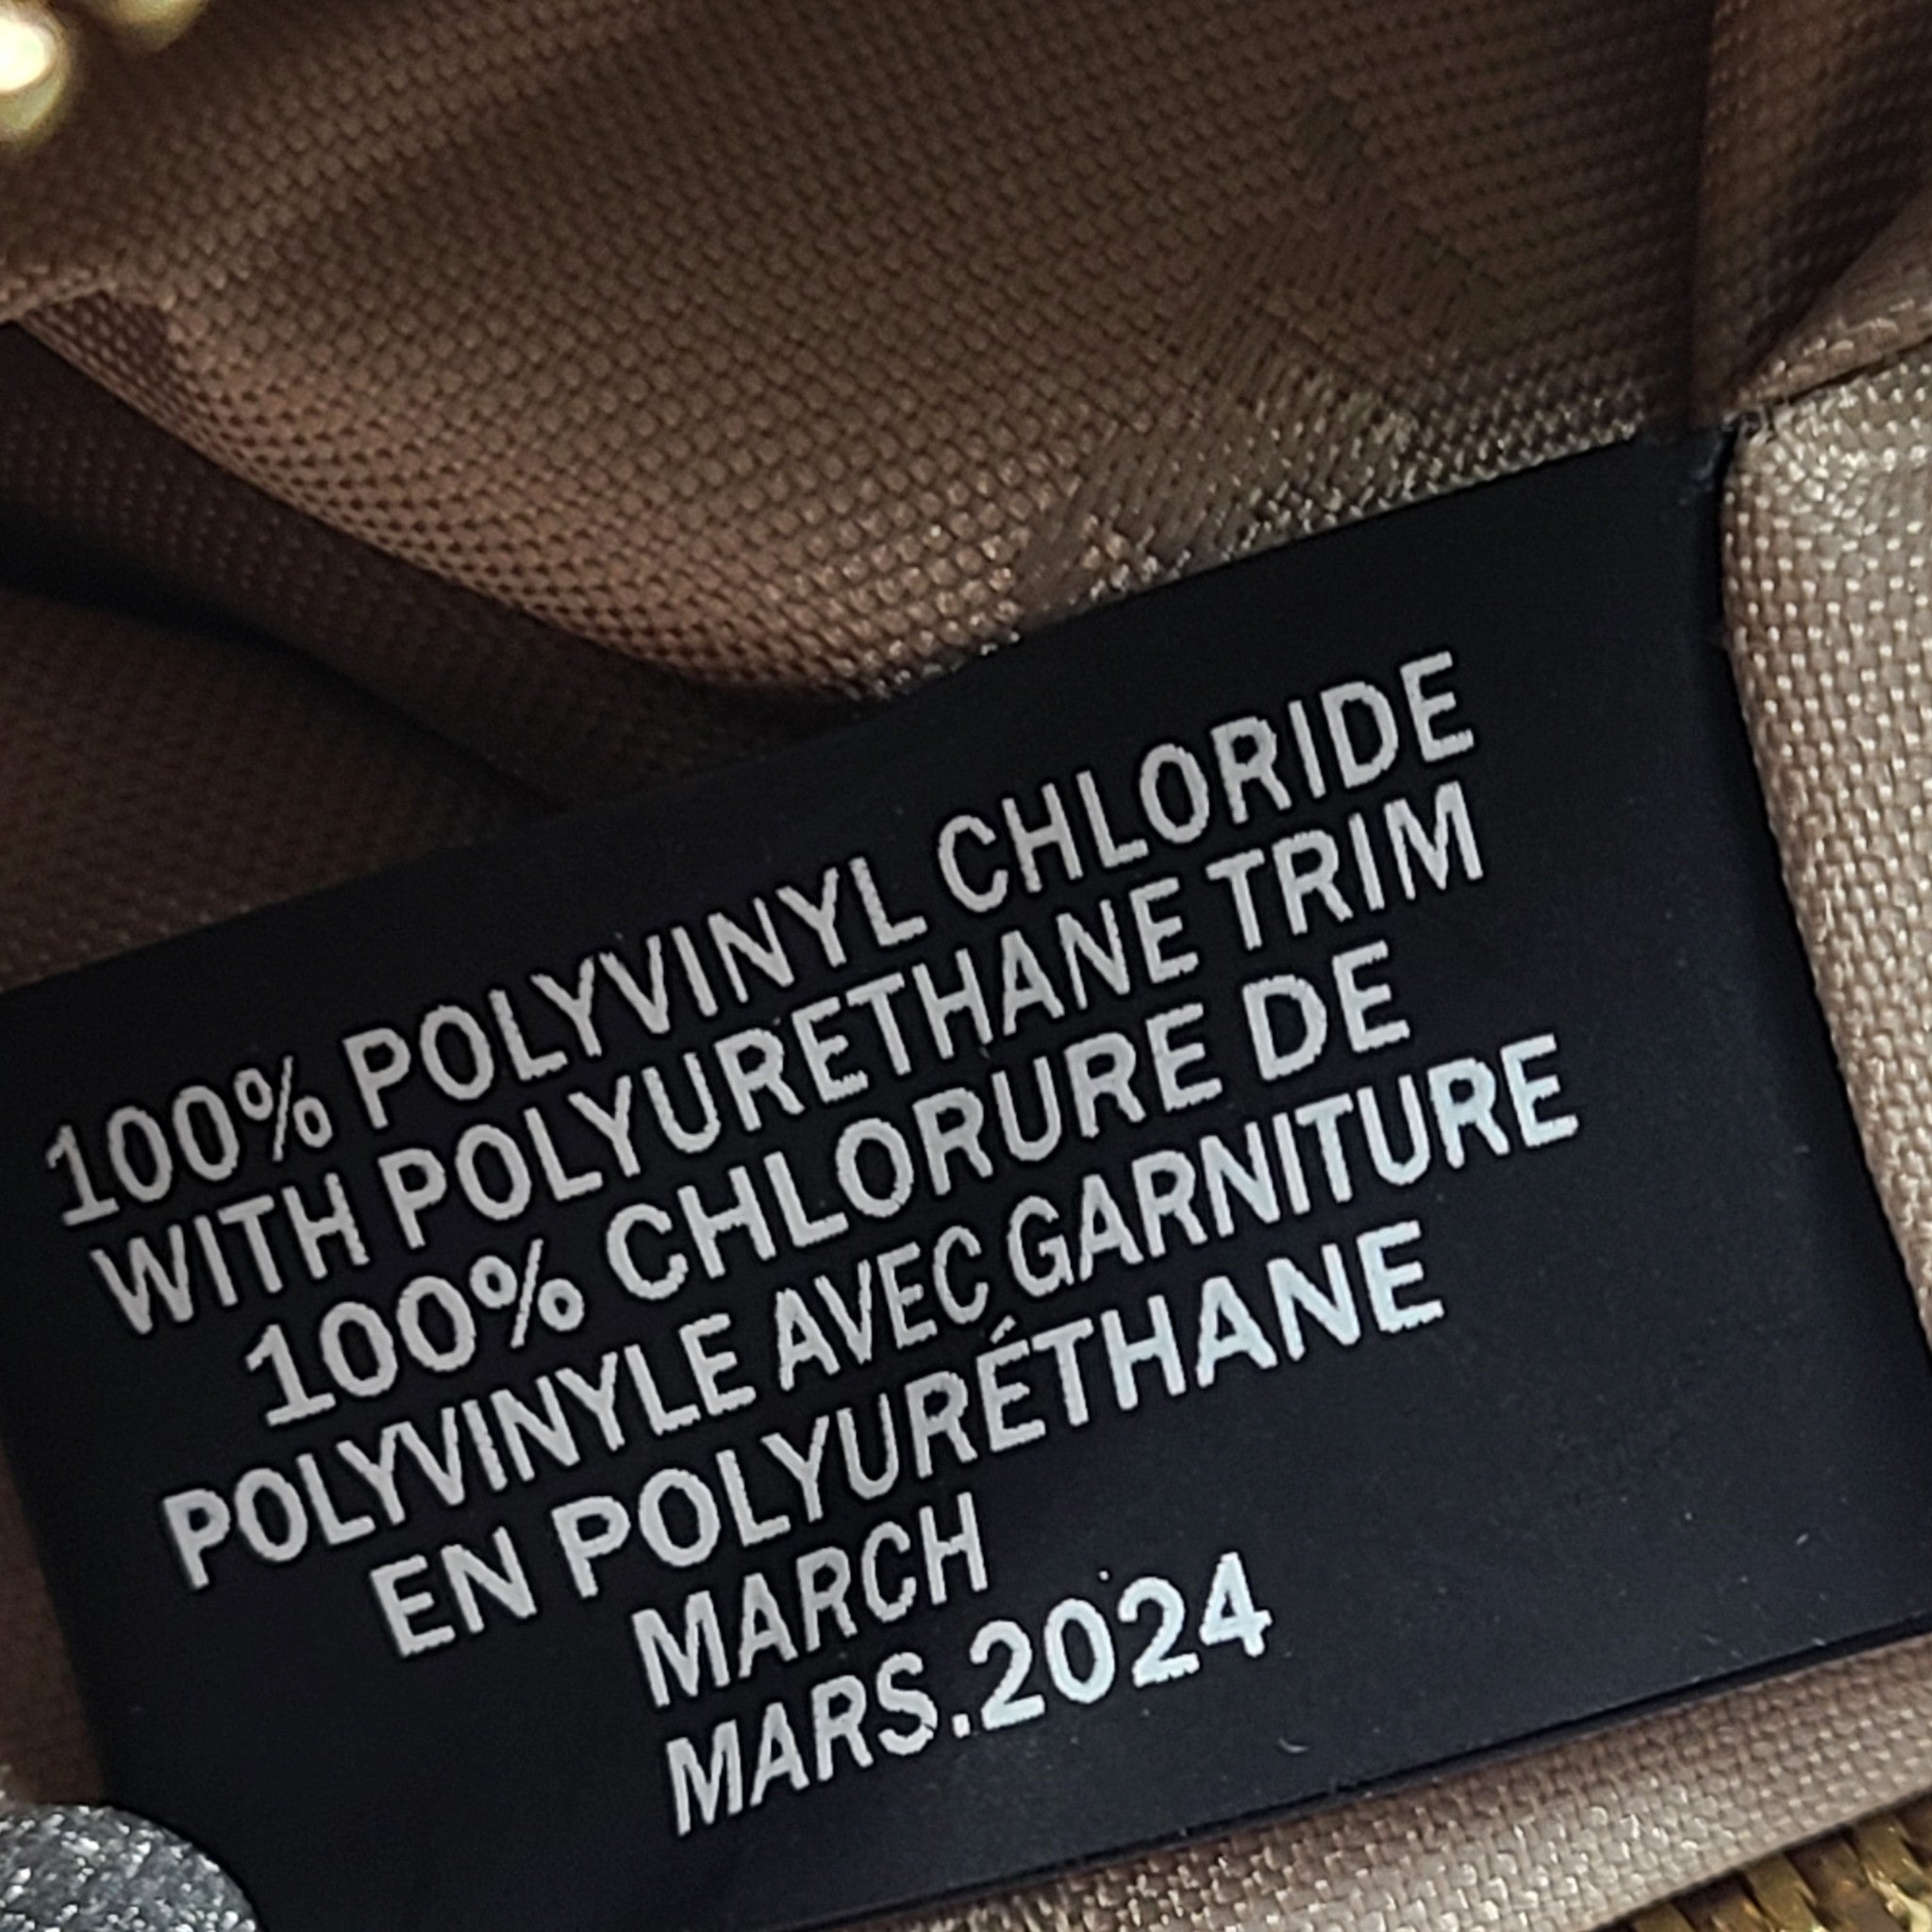 100% POLYVINYL CHLORIDE
WITH POLYURETHANE TRIM
100% CHLORURE DE
POLYVINYLE AVEC GARNITURE
EN POLYURÉTHANE
MARCH
MARS.2024